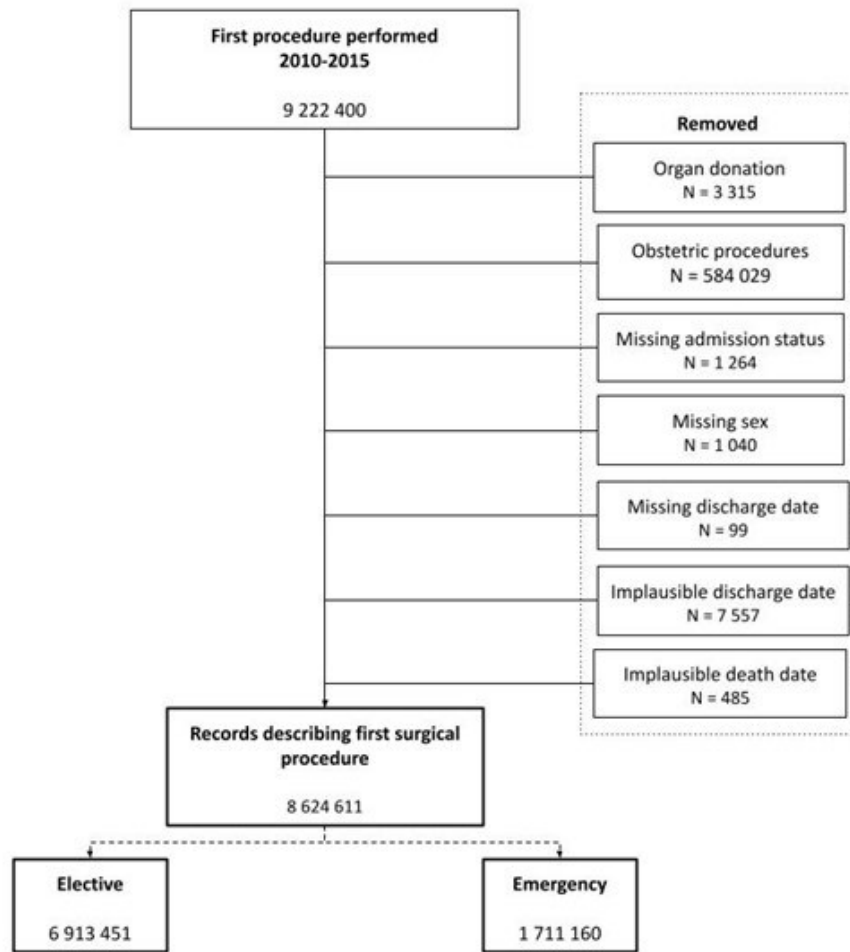 First procedure performed
2010-2015
9 222 400
Removed
Organ donation
N = 3 315
Obstetric procedures
N = 584 029
Missing admission status
N = 1 264
Missing sex
N = 1 040
Missing discharge date
N = 99
Implausible discharge date
N = 7 557
Implausible death date
N = 485
Records describing first surgical
procedure
8 624 611
Elective
6 913 451
Emergency
1 711 160